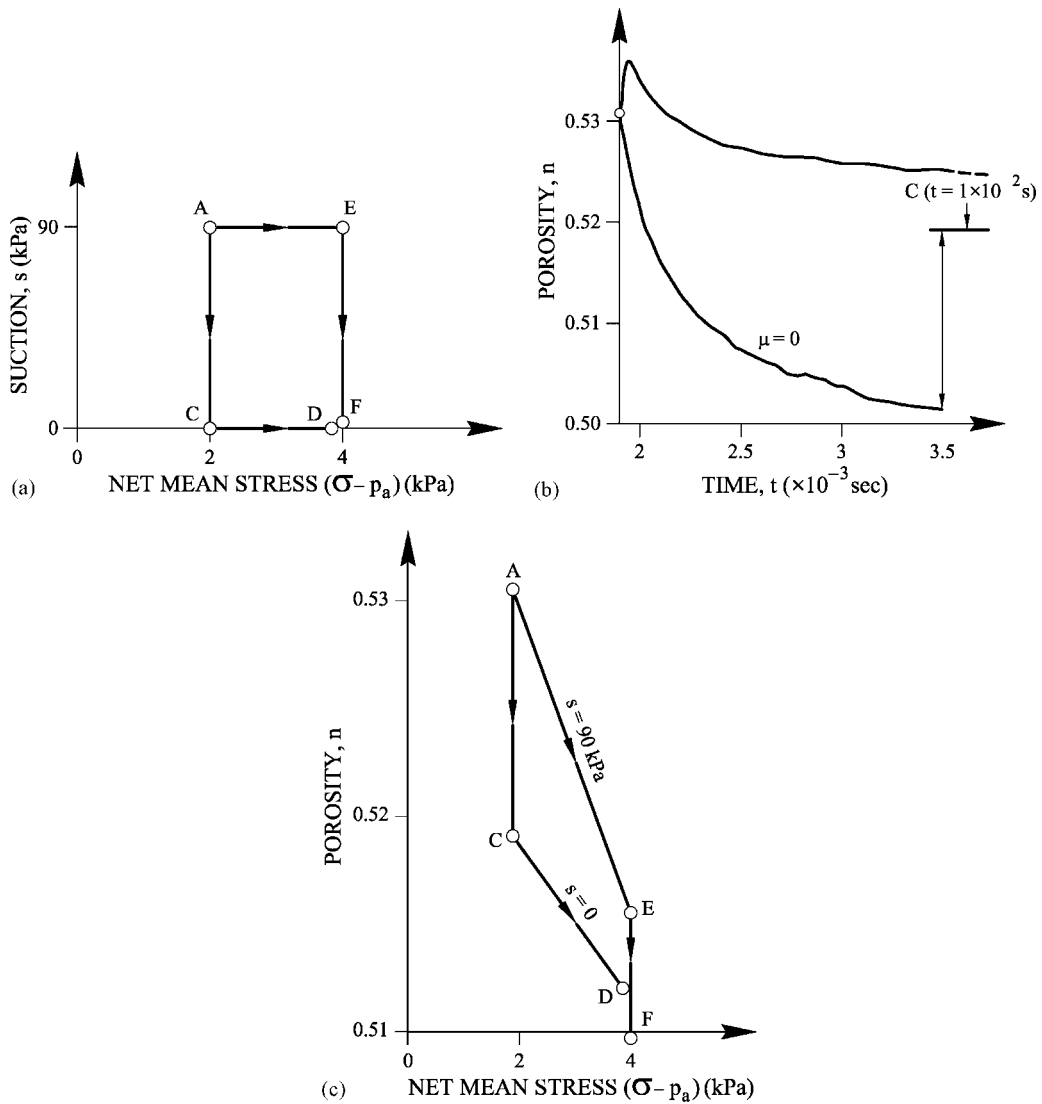 SUCTION, s (kPa)
90
0
A
E
C
D
F
0
2
4
(a)
NET MEAN STRESS (σ – pa) (kPa)
POROSITY, n
0.53
0.52
0.51
0.50
C (t = 1×10 2 s)
μ = 0
2
2.5
3
3.5
(b)
TIME, t (×10-3 sec)
POROSITY, n
0.53
0.52
0.51
A
s = 90 kPa
C
s = 0
E
D
F
0
2
4
(c)
NET MEAN STRESS (σ – pa) (kPa)